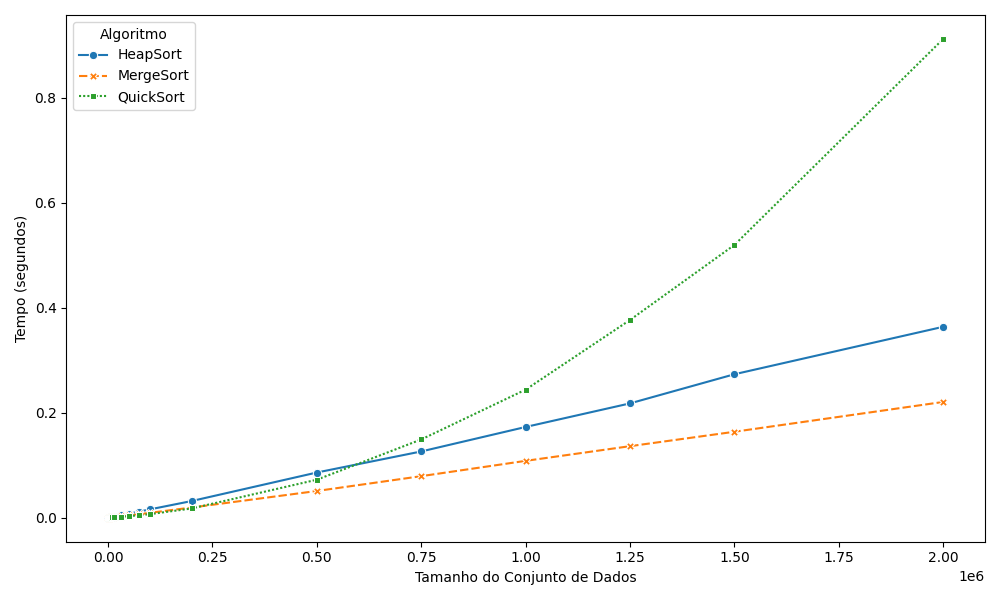 Algoritmo
HeapSort
MergeSort
QuickSort
Tempo (segundos)
0.8
0.6
0.4
0.2
0.0
0.00 0.25 0.50 0.75 1.00 1.25 1.50 1.75 2.00
1e6
Tamanho do Conjunto de Dados